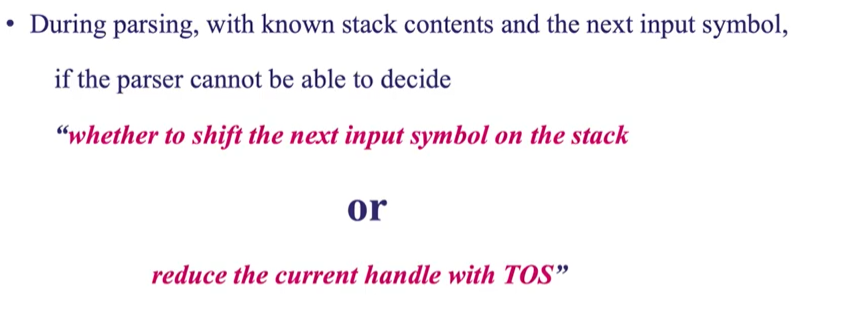 • During parsing, with known stack contents and the next input symbol,
if the parser cannot be able to decide
“whether to shift the next input symbol on the stack
or
reduce the current handle with TOS”